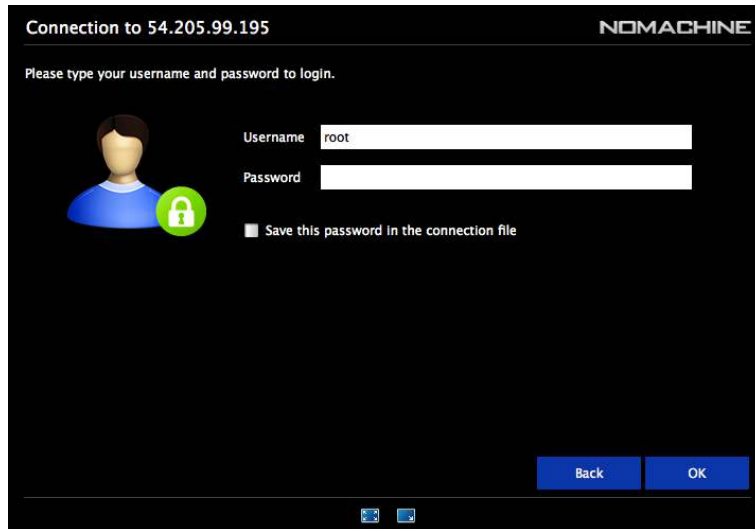 Connection to 54.205.99.195 NOMACHINE
Please type your username and password to login.
Username root
Password
Save this password in the connection file
Back OK